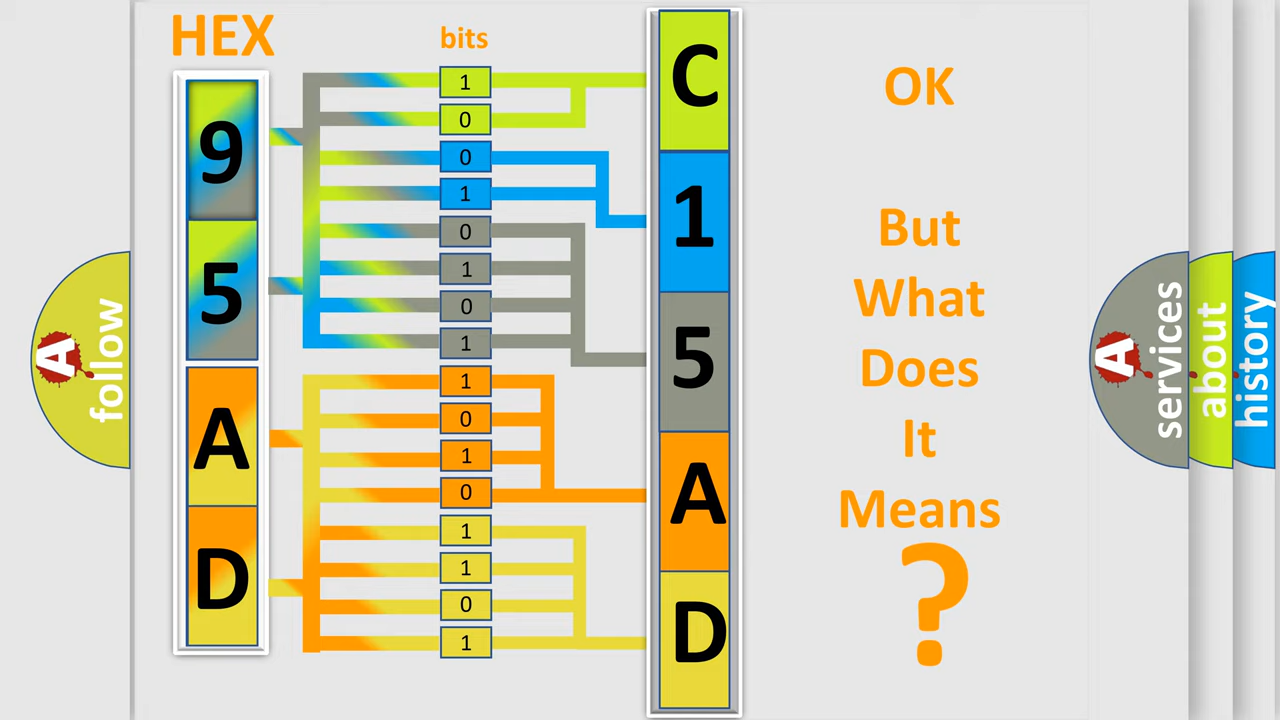 HEX
bits
9
5
A
D
1
0
0
1
0
1
0
1
1
0
1
0
1
1
0
1
C
1
5
A
D
OK
But
What
Does
It
Means
?
A
follow
A
services
about
history